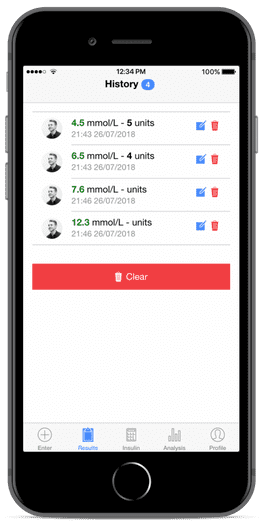 12:34 PM 100%
History 4
4.5 mmol/L - 5 units
21:43 26/07/2018
6.5 mmol/L - 4 units
21:44 26/07/2018
7.6 mmol/L - units
21:46 26/07/2018
12.3 mmol/L - units
21:46 26/07/2018
Clear
Enter Results Insulin Analysis Profile